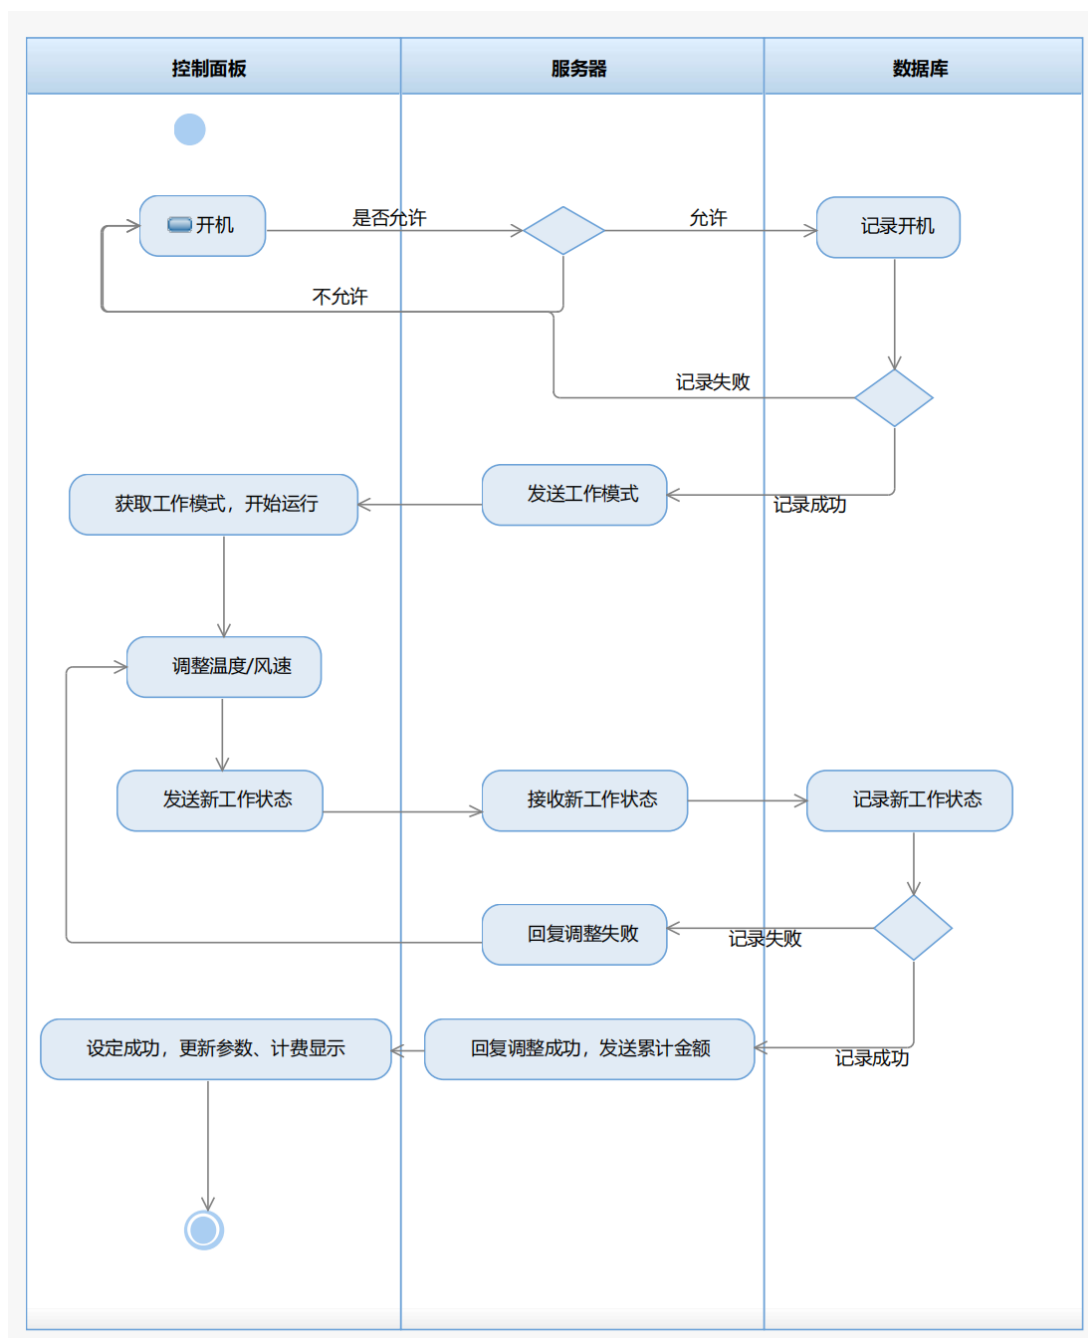 控制面板
服务器
数据库
开机
是否允许
允许
记录开机
不允许
记录失败
获取工作模式，开始运行
发送工作模式
记录成功
调整温度/风速
发送新工作状态
接收新工作状态
记录新工作状态
回复调整失败
记录失败
设定成功，更新参数、计费显示
回复调整成功，发送累计金额
记录成功